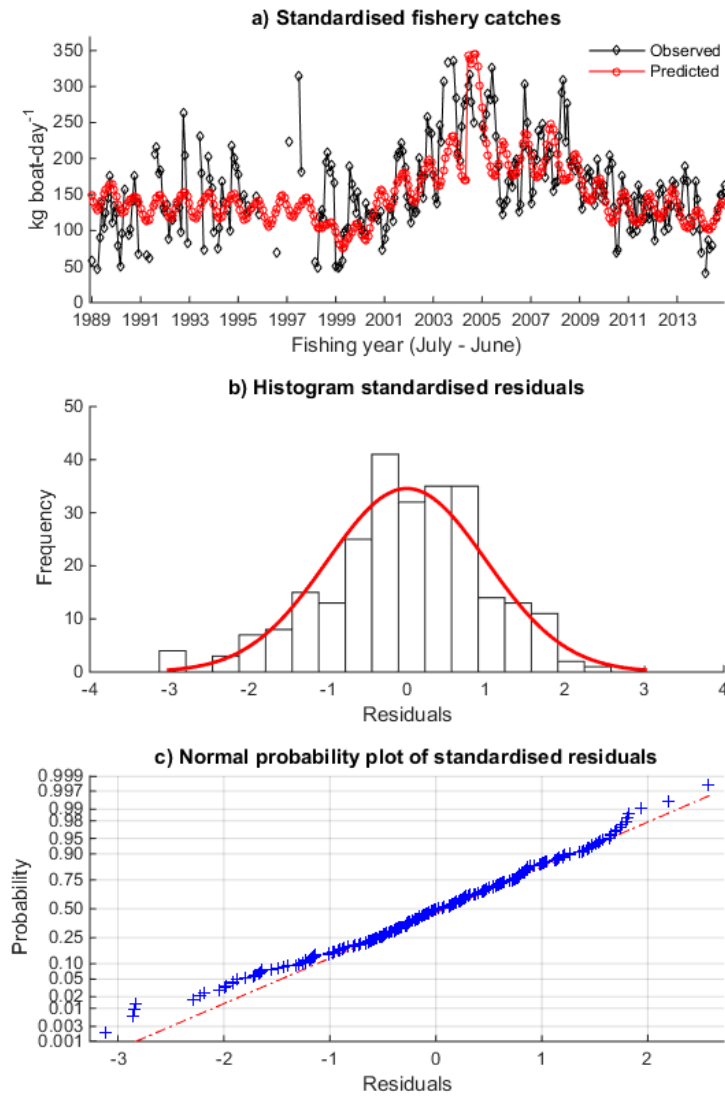 a) Standardised fishery catches
350
300
250
200
150
100
50
0
kg boat-day-1
Observed
Predicted
1989 1991 1993 1995 1997 1999 2001 2003 2005 2007 2009 2011 2013
Fishing year (July - June)
b) Histogram standardised residuals
50
40
30
20
10
0
Frequency
-4 -3 -2 -1 0 1 2 3 4
Residuals
c) Normal probability plot of standardised residuals
0.999
0.997
0.99
0.98
0.95
0.90
0.75
0.50
0.25
0.10
0.05
0.02
0.01
0.003
0.001
Probability
-3 -2 -1 0 1 2
Residuals